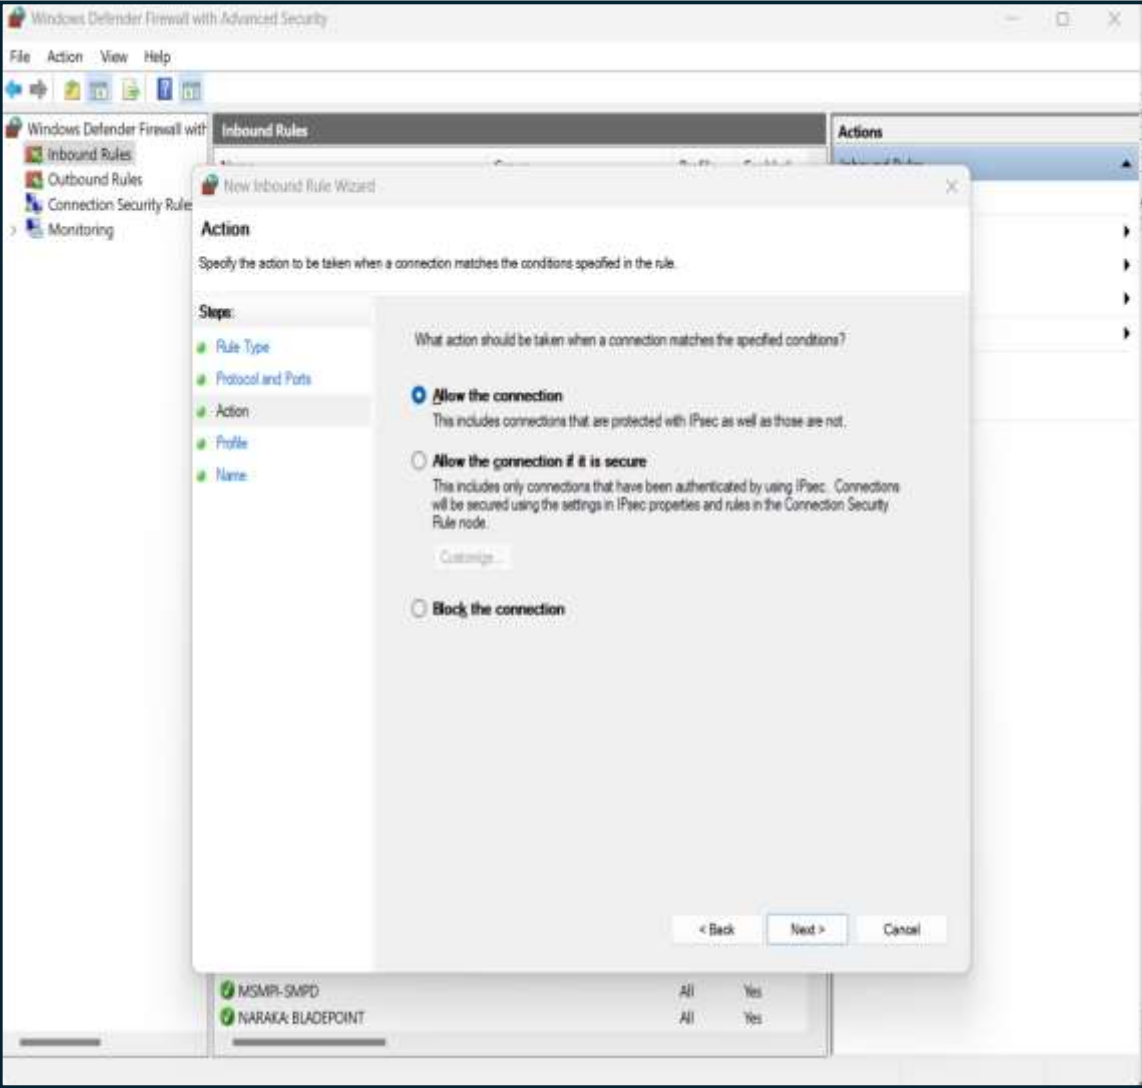 Windows Defender Firewall with Advanced Security
File Action View Help
Windows Defender Firewall with
Inbound Rules
Outbound Rules
Connection Security Rule
Monitoring
Inbound Rules
Actions
New Inbound Rule Wizard
Action
Specify the action to be taken when a connection matches the conditions specified in the rule.
Steps:
Rule Type
Protocol and Ports
Action
Profile
Name
What action should be taken when a connection matches the specified conditions?
Allow the connection
This includes connections that are protected with IPsec as well as those are not.
Allow the connection if it is secure
This includes only connections that have been authenticated by using IPsec. Connections
will be secured using the settings in IPsec properties and rules in the Connection Security
Rule node.
Customize...
Block the connection
< Back Next > Cancel
MSMPI-SMPD All Yes
NARAKA: BLADEPOINT All Yes